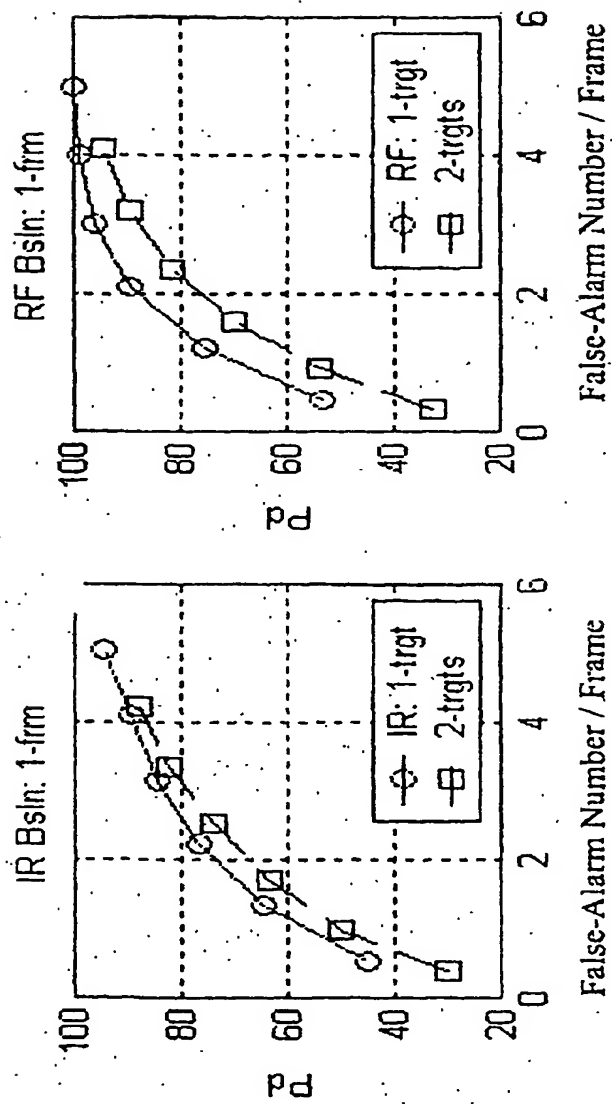 IR Bsln: 1-frm
100
80
60
40
20
Pd
0
2
4
6
IR: 1-trgt
2-trgts
False-Alarm Number / Frame
RF Bsln: 1-frm
100
80
60
40
20
Pd
0
2
4
6
RF: 1-trgt
2-trgts
False-Alarm Number / Frame